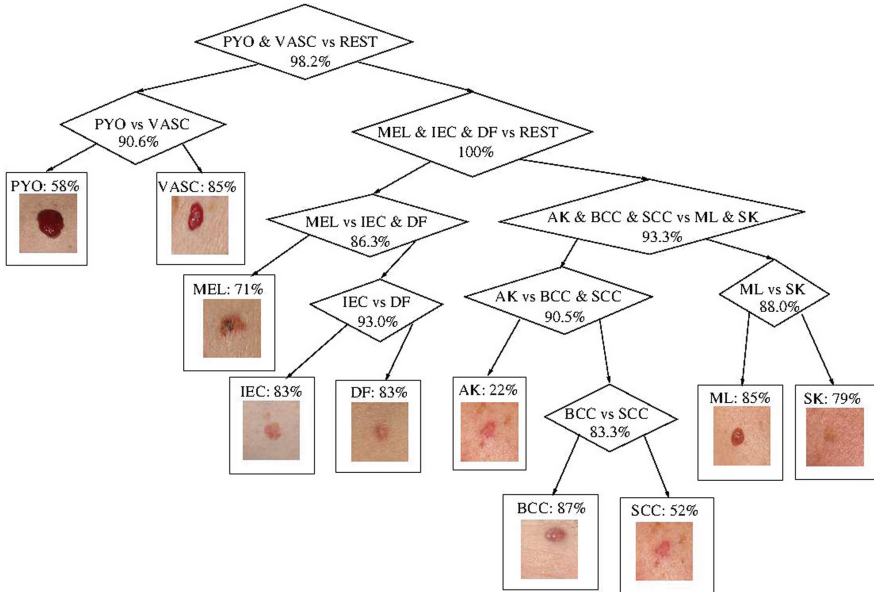 PYO & VASC vs REST
98.2%
PYO vs VASC
90.6%
MEL & IEC & DF vs REST
100%
PYO: 58%
VASC: 85%
MEL vs IEC & DF
86.3%
AK & BCC & SCC vs ML & SK
93.3%
MEL: 71%
IEC vs DF
93.0%
AK vs BCC & SCC
90.5%
ML vs SK
88.0%
IEC: 83%
DF: 83%
AK: 22%
BCC vs SCC
83.3%
ML: 85%
SK: 79%
BCC: 87%
SCC: 52%